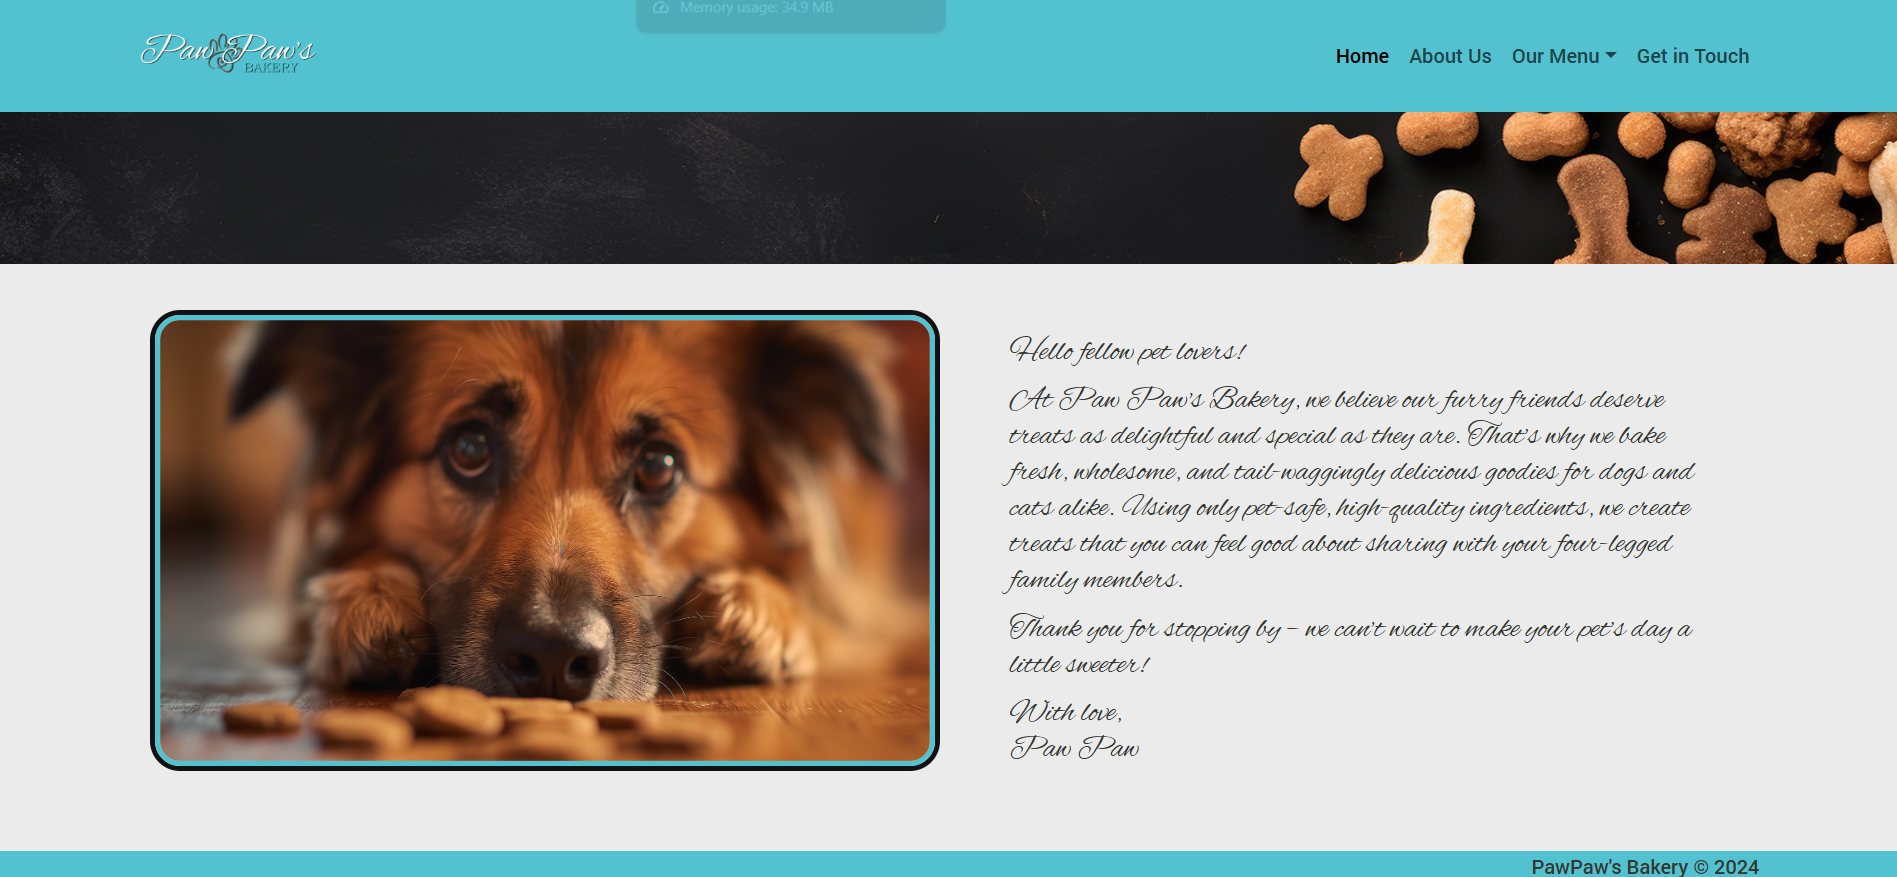 Memory usage: 34.9 MB
Paw Paw's
BAKERY
Home About Us Our Menu Get in Touch
Hello fellow pet lovers!
At Paw Paw's Bakery, we believe our furry friends deserve
treats as delightful and special as they are. That's why we bake
fresh, wholesome, and tail-waggingly delicious goodies for dogs and
cats alike. Using only pet-safe, high-quality ingredients, we create
treats that you can feel good about sharing with your four-legged
family members.
Thank you for stopping by – we can't wait to make your pet's day a
little sweeter!
With love,
Paw Paw
PawPaw's Bakery © 2024